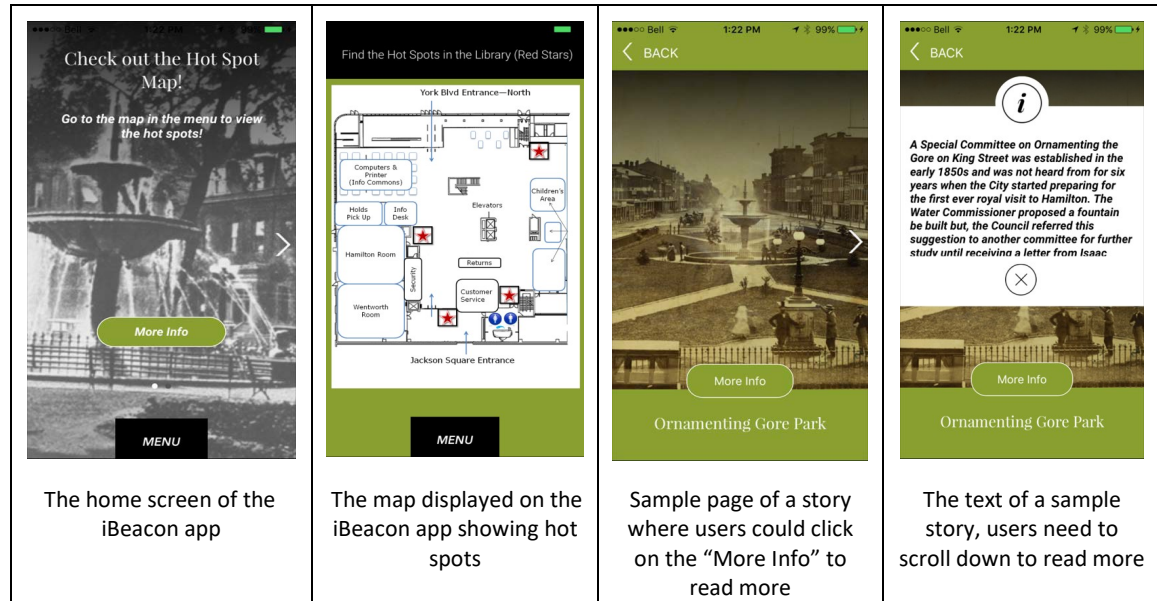 ●●●○○ Bell 1:22 PM 99%
Check out the Hot Spot
Map!
Go to the map in the menu to view
the hot spots!
More Info
MENU
The home screen of the
iBeacon app
Find the Hot Spots in the Library (Red Stars)
York Blvd Entrance—North
Computers &
Printer
(Info Commons)
Children's
Area
Holds
Pick Up
Info
Desk
Elevators
Hamilton Room
Security
Returns
Customer
Service
Wentworth
Room
Jackson Square Entrance
MENU
The map displayed on the
iBeacon app showing hot
spots
●●●○○ Bell 1:22 PM 99%
BACK
More Info
Ornamenting Gore Park
Sample page of a story
where users could click
on the “More Info” to
read more
●●●○○ Bell 1:22 PM 99%
BACK
i
A Special Committee on Ornamenting the
Gore on King Street was established in the
early 1850s and was not heard from for six
years when the City started preparing for
the first ever royal visit to Hamilton. The
Water Commissioner proposed a fountain
be built but, the Council referred this
suggestion to another committee for further
study until receiving a letter from Isaac
More Info
Ornamenting Gore Park
The text of a sample
story, users need to
scroll down to read more